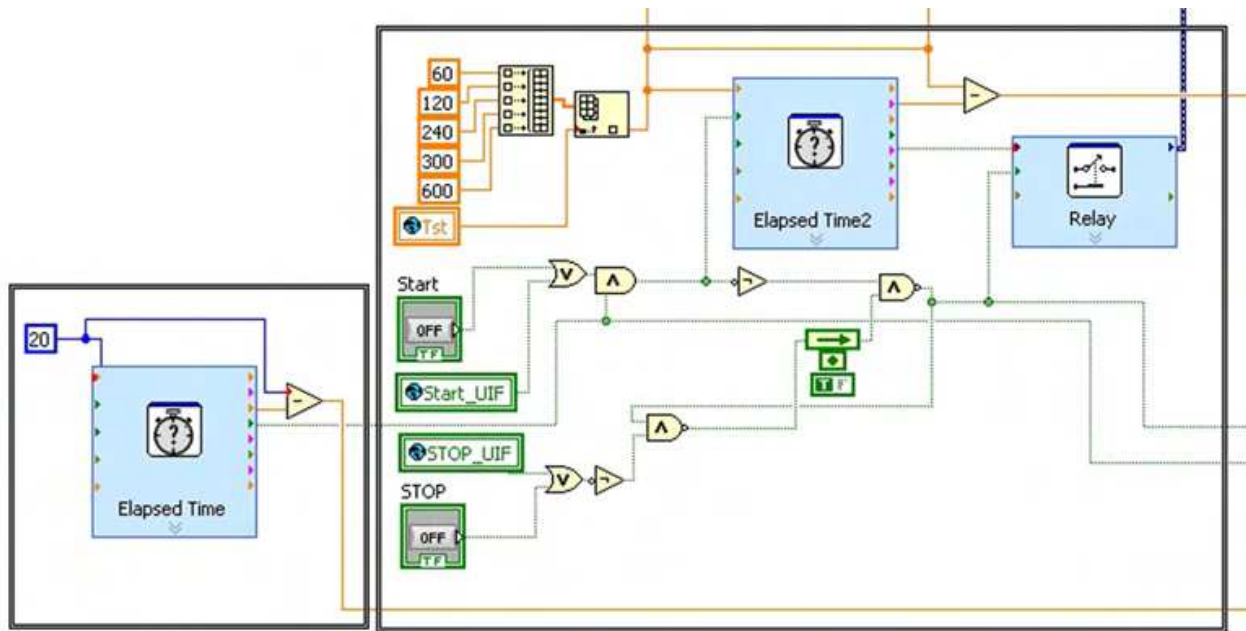 60
120
240
300
600
Tst
Elapsed Time2
Relay
Start
OFF
TF
Start_UIF
STOP_UIF
STOP
OFF
TF
T F
20
Elapsed Time